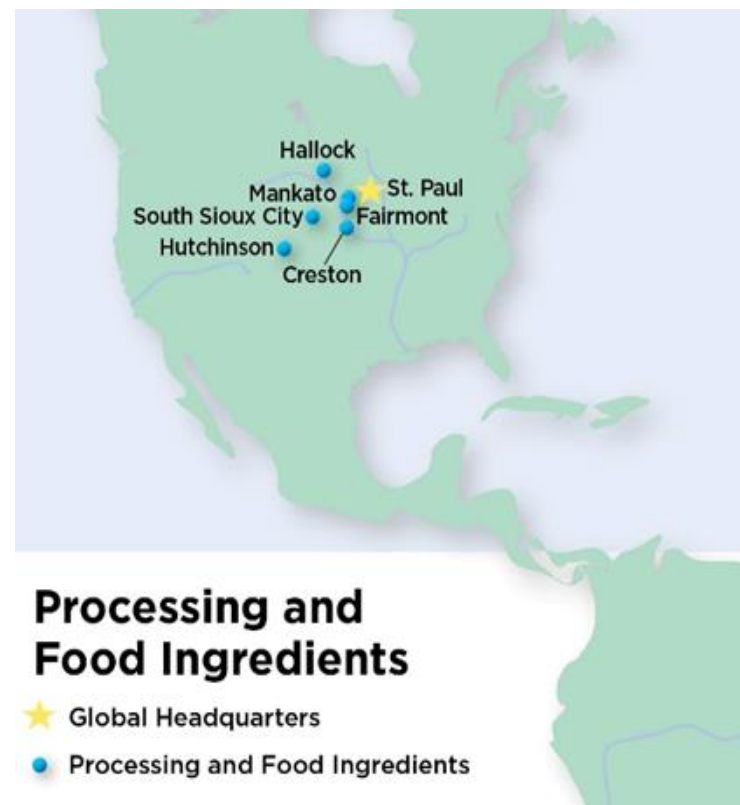 Hallock
Mankato
St. Paul
South Sioux City
Fairmont
Hutchinson
Creston
Processing and
Food Ingredients
Global Headquarters
Processing and Food Ingredients